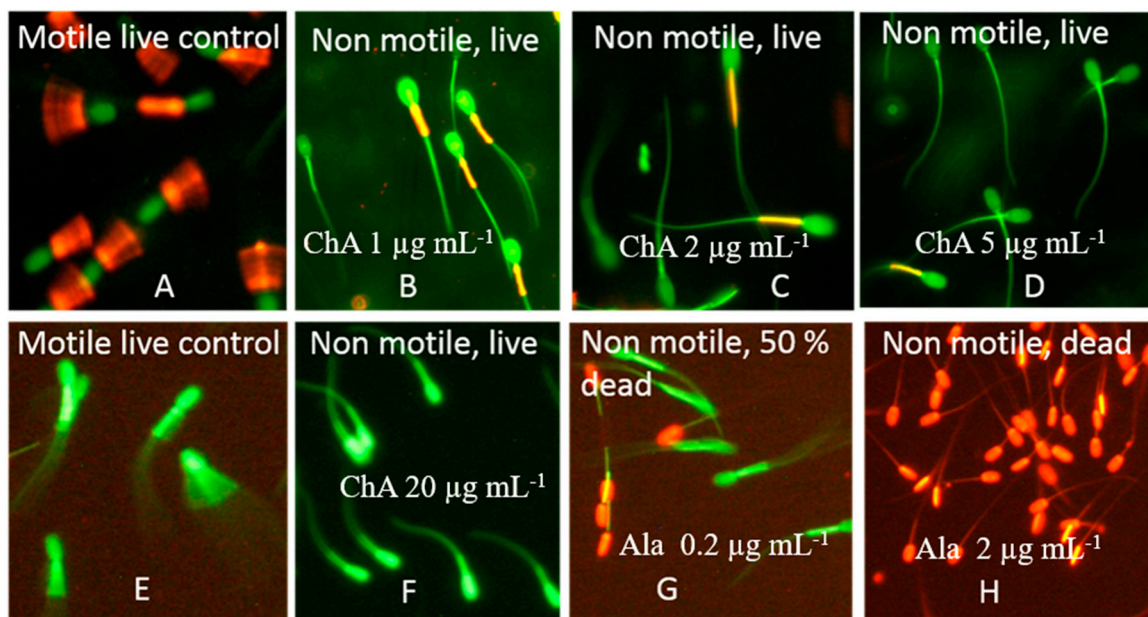 Motile live control
A
Non motile, live
ChA 1 µg mL⁻¹
B
Non motile, live
ChA 2 µg mL⁻¹
C
Non motile, live
ChA 5 µg mL⁻¹
D
Motile live control
E
Non motile, live
ChA 20 µg mL⁻¹
F
Non motile, 50 %
dead
Ala 0.2 µg mL⁻¹
G
Non motile, dead
Ala 2 µg mL⁻¹
H